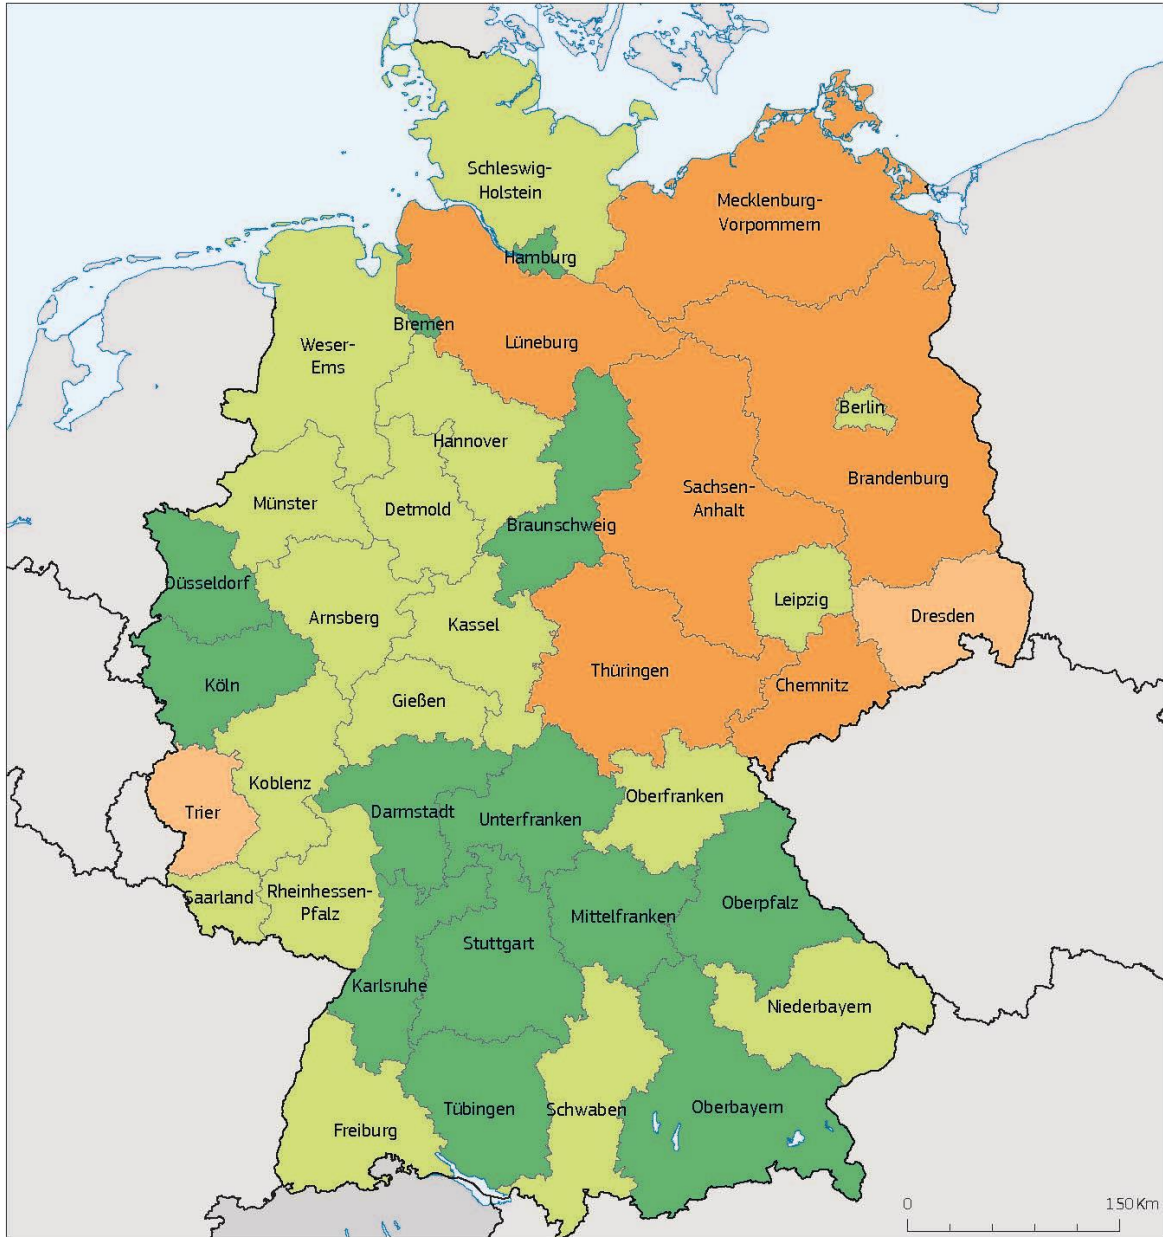 Schleswig-
Holstein
Mecklenburg-
Vorpommern
Hamburg
Bremen
Lüneburg
Weser-
Ems
Berlin
Hannover
Brandenburg
Sachsen-
Anhalt
Münster
Detmold
Braunschweig
Düsseldorf
Leipzig
Arnsberg
Kassel
Dresden
Thüringen
Köln
Chemnitz
Gießen
Koblenz
Oberfranken
Trier
Darmstadt
Unterfranken
Saarland
Rheinhessen-
Pfalz
Oberpfalz
Mittelfranken
Stuttgart
Karlsruhe
Niederbayern
Tübingen
Schwaben
Oberbayern
Freiburg
0 150 Km